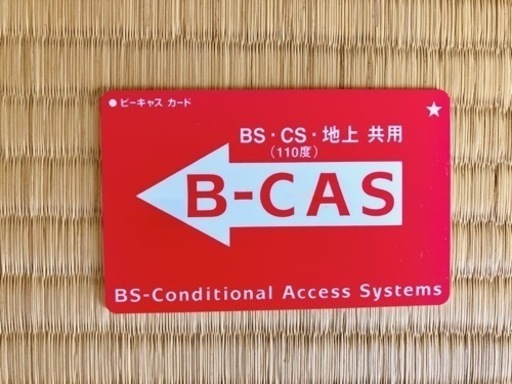 ● ビーキャス カード
★
BS・CS・地上 共用
(110度)
B-CAS
BS-Conditional Access Systems